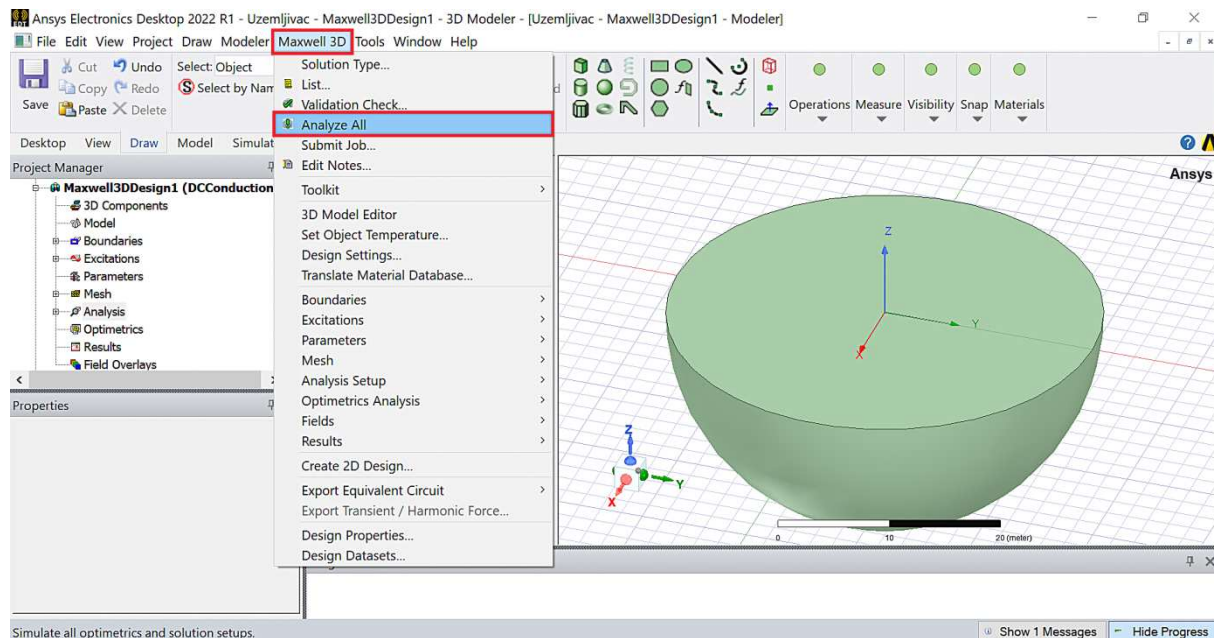 Ansys Electronics Desktop 2022 R1 - Uzemljivac - Maxwell3DDesign1 - 3D Modeler - [Uzemljivac - Maxwell3DDesign1 - Modeler]
File Edit View Project Draw Modeler Maxwell 3D Tools Window Help
Save
Cut
Copy
Paste
Undo
Redo
Delete
Select: Object
Select by Nam
Operations Measure Visibility Snap Materials
Desktop View Draw Model Simulat
Project Manager
Maxwell3DDesign1 (DCConduction
3D Components
Model
Boundaries
Excitations
Parameters
Mesh
Analysis
Optimetrics
Results
Field Overlays
Properties
Solution Type...
List...
Validation Check...
Analyze All
Submit Job...
Edit Notes...
Toolkit
3D Model Editor
Set Object Temperature...
Design Settings...
Translate Material Database...
Boundaries
Excitations
Parameters
Mesh
Analysis Setup
Optimetrics Analysis
Fields
Results
Create 2D Design...
Export Equivalent Circuit
Export Transient / Harmonic Force...
Design Properties...
Design Datasets...
Ansys
Z
Y
X
Z
Y
X
0 10 20 (meter)
Simulate all optimetrics and solution setups.
Show 1 Messages
Hide Progress